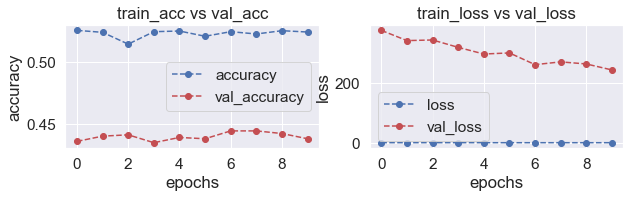 train_acc vs val_acc
accuracy
0.50
0.45
accuracy
val_accuracy
0 2 4 6 8
epochs
train_loss vs val_loss
loss
200
0
loss
val_loss
0 2 4 6 8
epochs